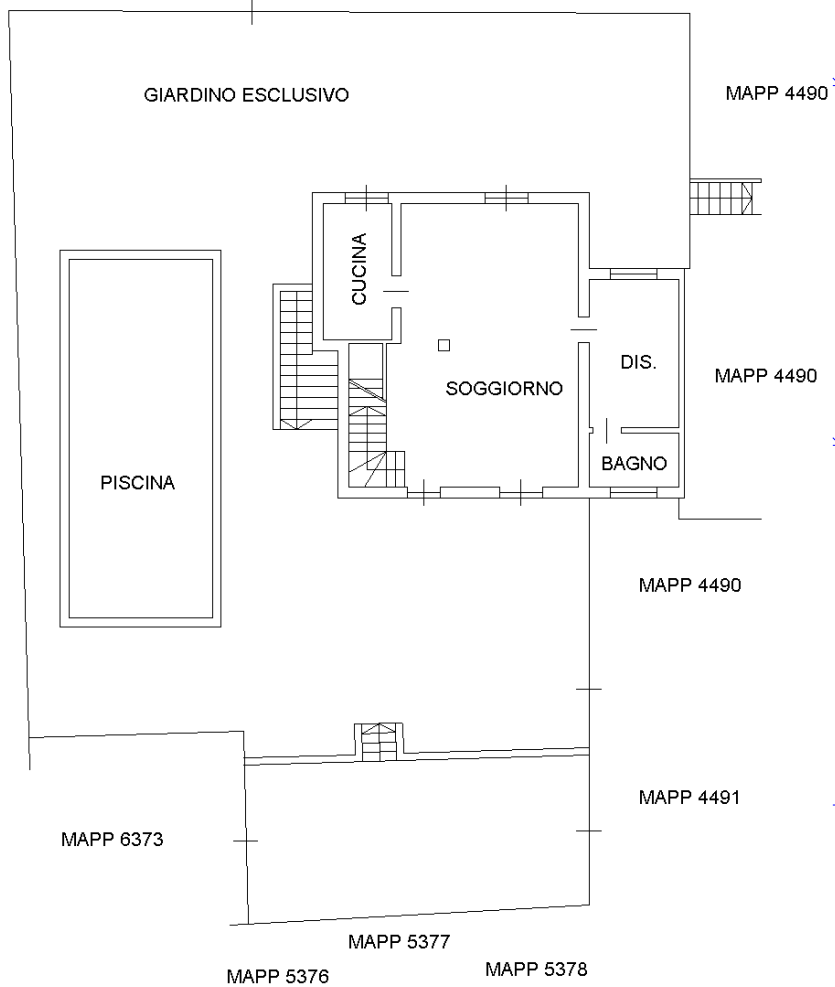 GIARDINO ESCLUSIVO
MAPP 4490
CUCINA
DIS.
MAPP 4490
SOGGIORNO
BAGNO
PISCINA
MAPP 4490
MAPP 4491
MAPP 6373
MAPP 5377
MAPP 5376
MAPP 5378